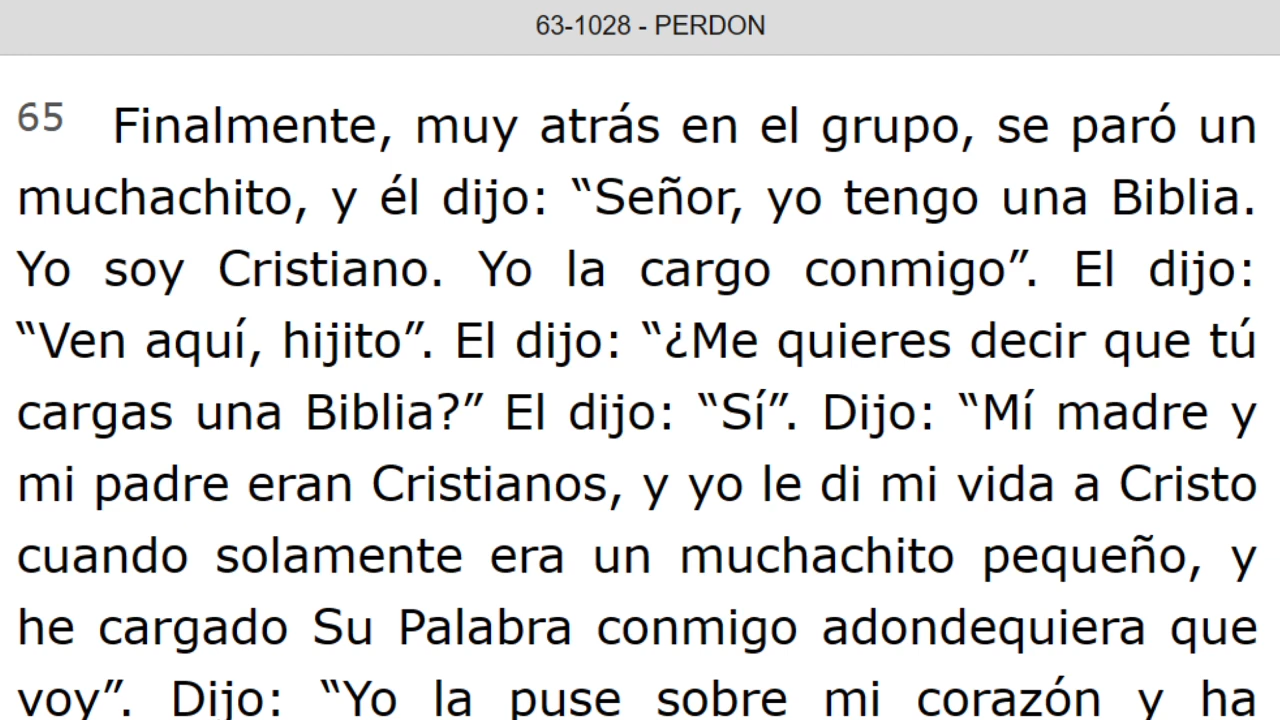 63-1028 - PERDON
65 Finalmente, muy atrás en el grupo, se paró un
muchachito, y él dijo: “Señor, yo tengo una Biblia.
Yo soy Cristiano. Yo la cargo conmigo”. El dijo:
“Ven aquí, hijito”. El dijo: “¿Me quieres decir que tú
cargas una Biblia?” El dijo: “Sí”. Dijo: “Mí madre y
mi padre eran Cristianos, y yo le di mi vida a Cristo
cuando solamente era un muchachito pequeño, y
he cargado Su Palabra conmigo adondequiera que
voy”. Dijo: “Yo la puse sobre mi corazón y ha